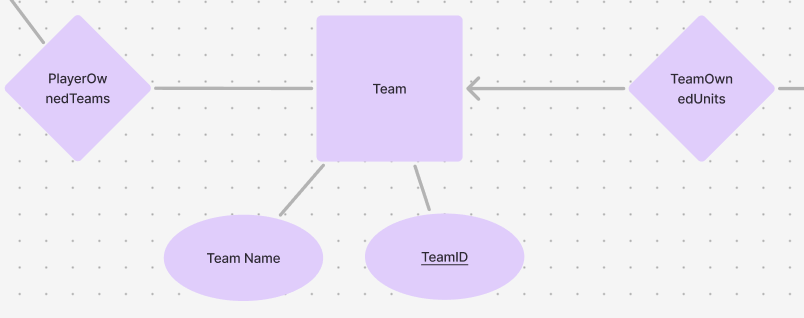 PlayerOw
nedTeams
Team
TeamOwn
edUnits
Team Name
TeamID